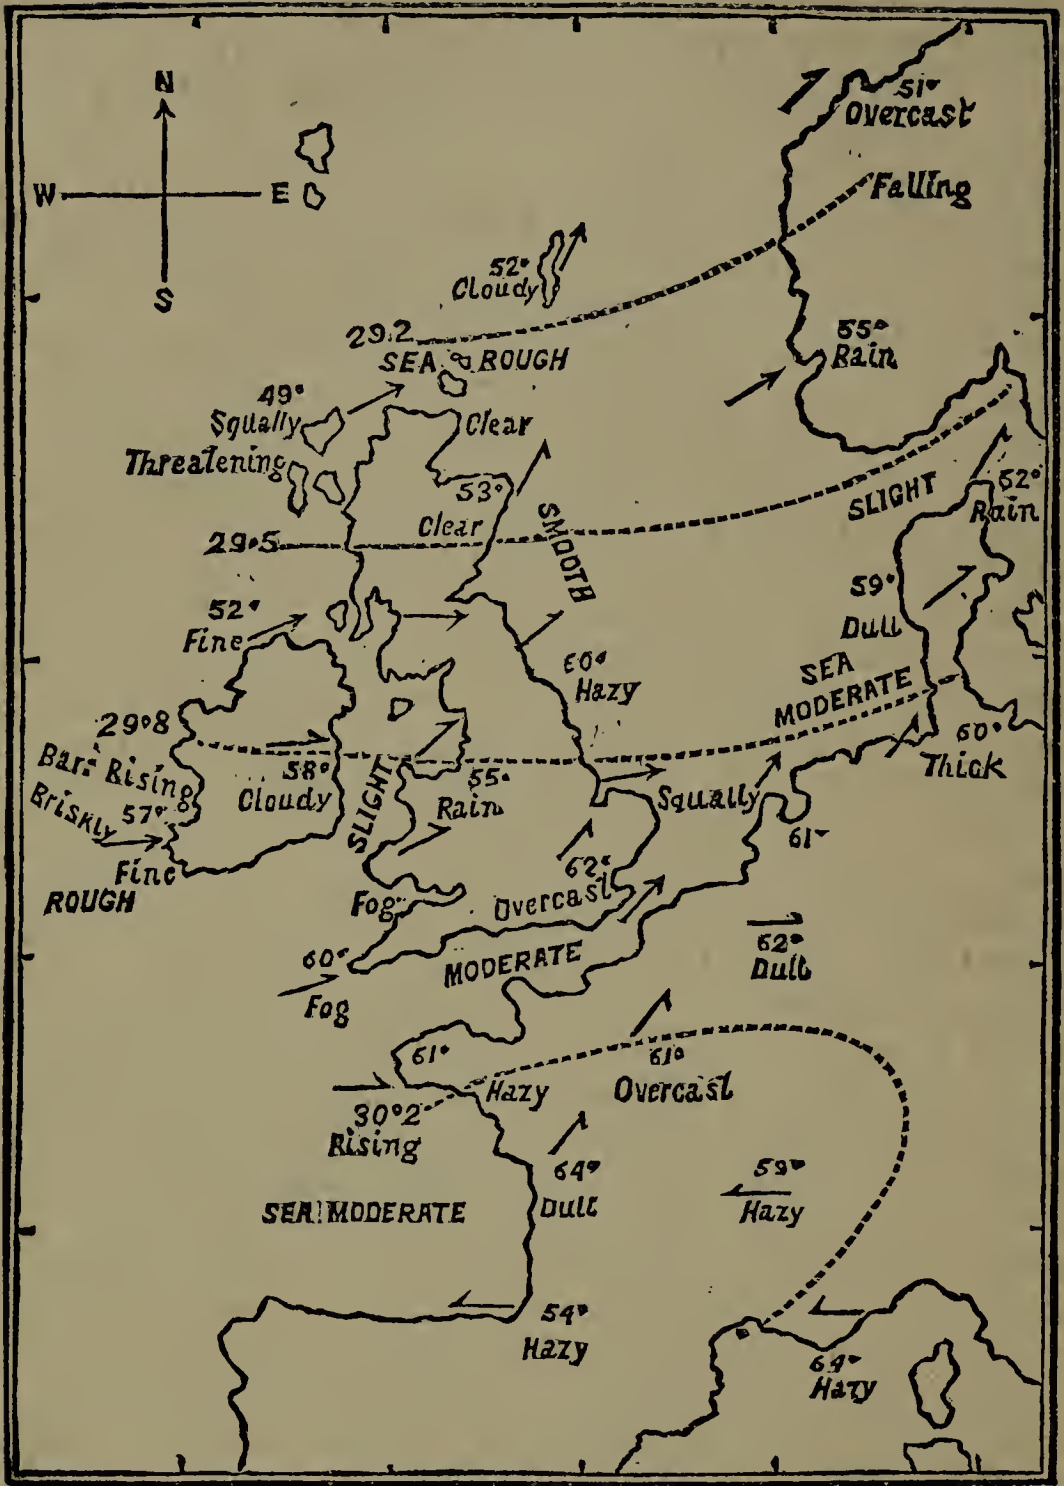 N
W E
S
51°
Overcast
Falling
52°
Cloudy
29.2
SEA ROUGH
55°
Rain
49°
Squally
Threatening
Clear
53°
Clear
SMOOTH
29.5
SLIGHT
52°
Rain
52°
Fine
59°
Dull
60°
Hazy
SEA
MODERATE
29.8
Bar. Rising
Briskly
57°
Fine
ROUGH
58°
Cloudy
SLIGHT
55°
Rain
Squally
60°
Thick
61°
62°
Overcast
Fog
60°
Fog
MODERATE
62°
Dull
61°
Hazy
61°
Overcast
30.2
Rising
64°
Dull
59°
Hazy
SEA MODERATE
54°
Hazy
64°
Hazy